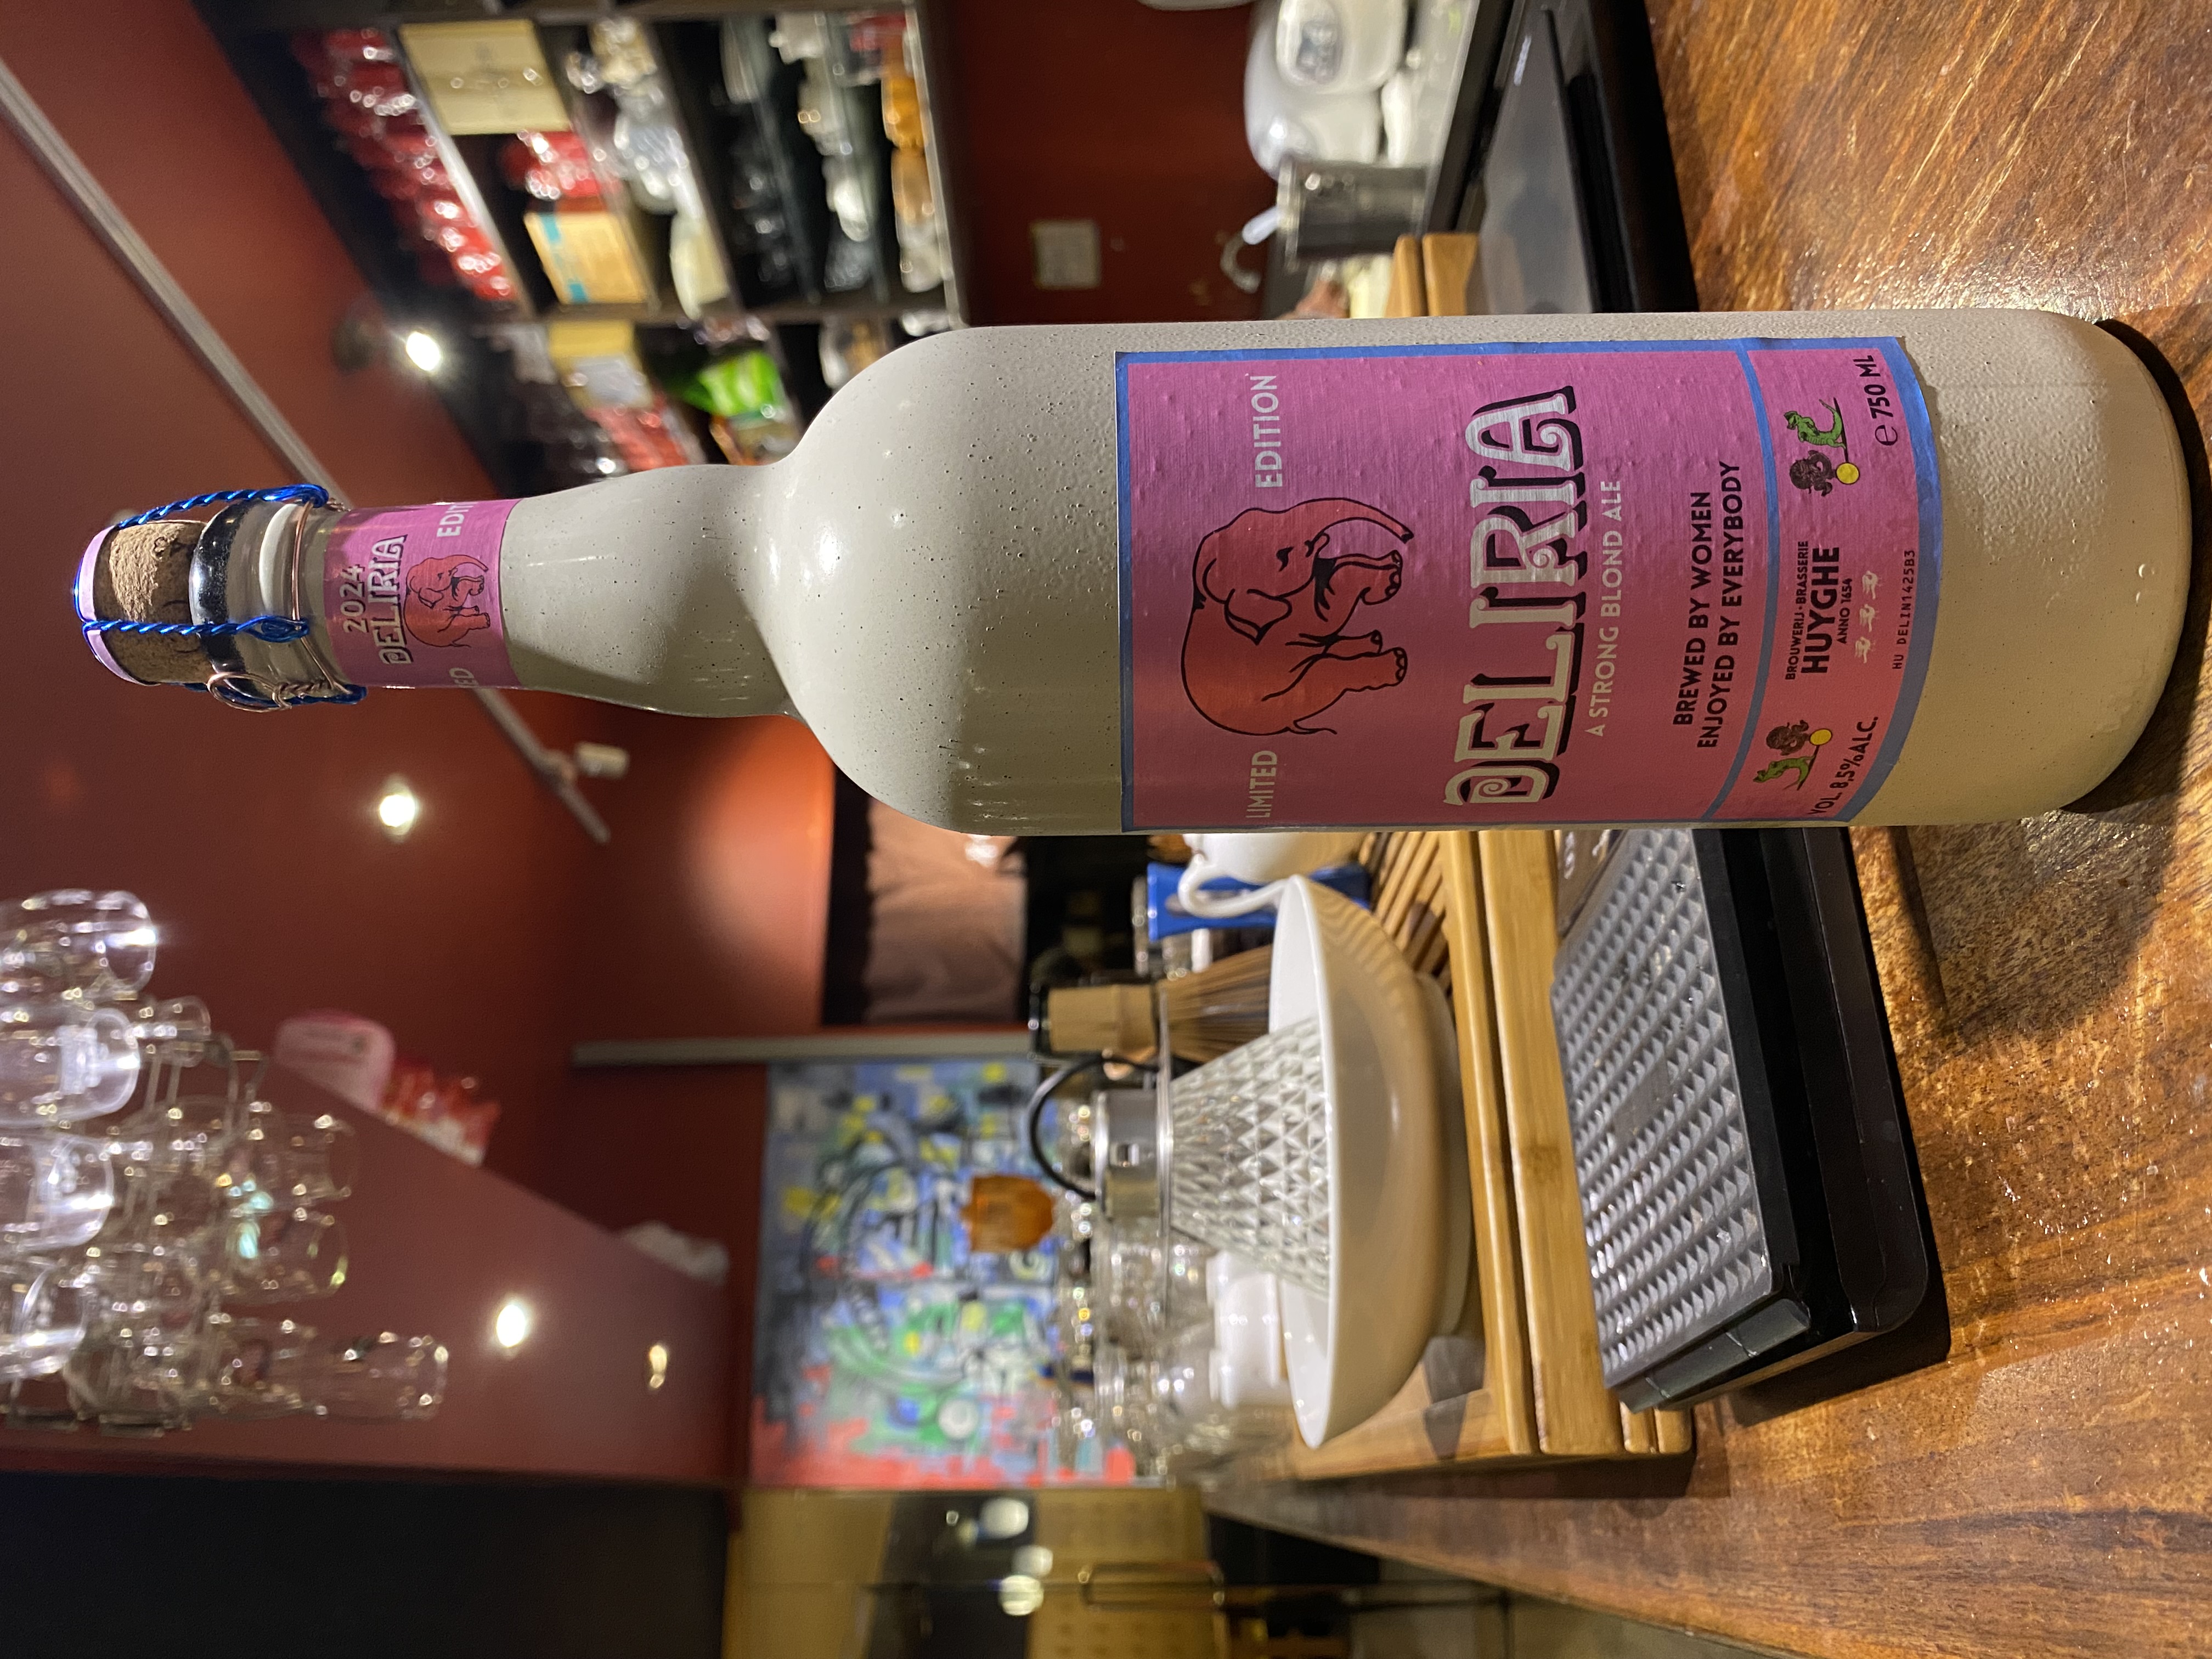 2024
DELIRIA
ED
EDIT
LIMITED
EDITION
DELIRIA
A STRONG BLOND ALE
BREWED BY WOMEN
ENJOYED BY EVERYBODY
BROUWERIJ•BRASSERIE
HUYGHE
ANNO 1654
VOL. 8,5%ALC.
℮ 750 ML
HU DELIN1425B3